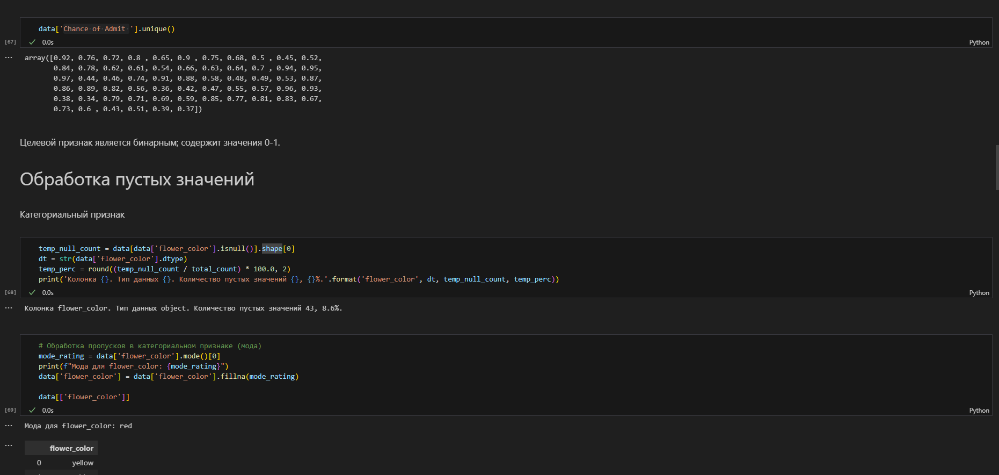 data['Chance of Admit '].unique()
[67]
0.0s
Python
array([0.92, 0.76, 0.72, 0.8 , 0.65, 0.9 , 0.75, 0.68, 0.5 , 0.45, 0.52,
0.84, 0.78, 0.62, 0.61, 0.54, 0.66, 0.63, 0.64, 0.7 , 0.94, 0.95,
0.97, 0.44, 0.46, 0.74, 0.91, 0.88, 0.58, 0.48, 0.49, 0.53, 0.87,
0.86, 0.89, 0.82, 0.56, 0.36, 0.42, 0.47, 0.55, 0.57, 0.96, 0.93,
0.38, 0.34, 0.79, 0.71, 0.69, 0.59, 0.85, 0.77, 0.81, 0.83, 0.67,
0.73, 0.6 , 0.43, 0.51, 0.39, 0.37])
Целевой признак является бинарным; содержит значения 0-1.
Обработка пустых значений
Категориальный признак
temp_null_count = data[data['flower_color'].isnull()].shape[0]
dt = str(data['flower_color'].dtype)
temp_perc = round((temp_null_count / total_count) * 100.0, 2)
print('Колонка {}. Тип данных {}. Количество пустых значений {}, {}%.'.format('flower_color', dt, temp_null_count, temp_perc))
[68]
0.0s
Python
Колонка flower_color. Тип данных object. Количество пустых значений 43, 8.6%.
# Обработка пропусков в категориальном признаке (мода)
mode_rating = data['flower_color'].mode()[0]
print(f"Мода для flower_color: {mode_rating}")
data['flower_color'] = data['flower_color'].fillna(mode_rating)
data[['flower_color']]
[69]
0.0s
Python
Мода для flower_color: red
flower_color
0 yellow